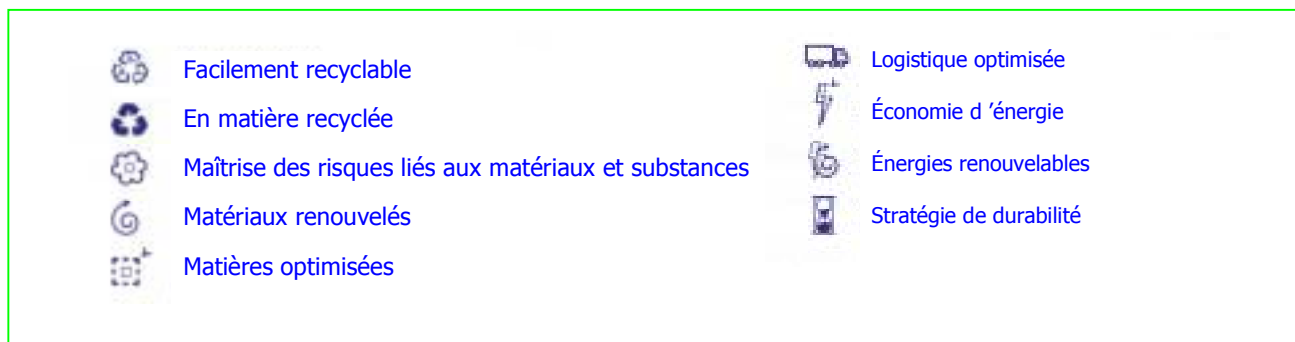 Facilement recyclable
En matière recyclée
Maîtrise des risques liés aux matériaux et substances
Matériaux renouvelés
Matières optimisées
Logistique optimisée
Économie d ’énergie
Énergies renouvelables
Stratégie de durabilité